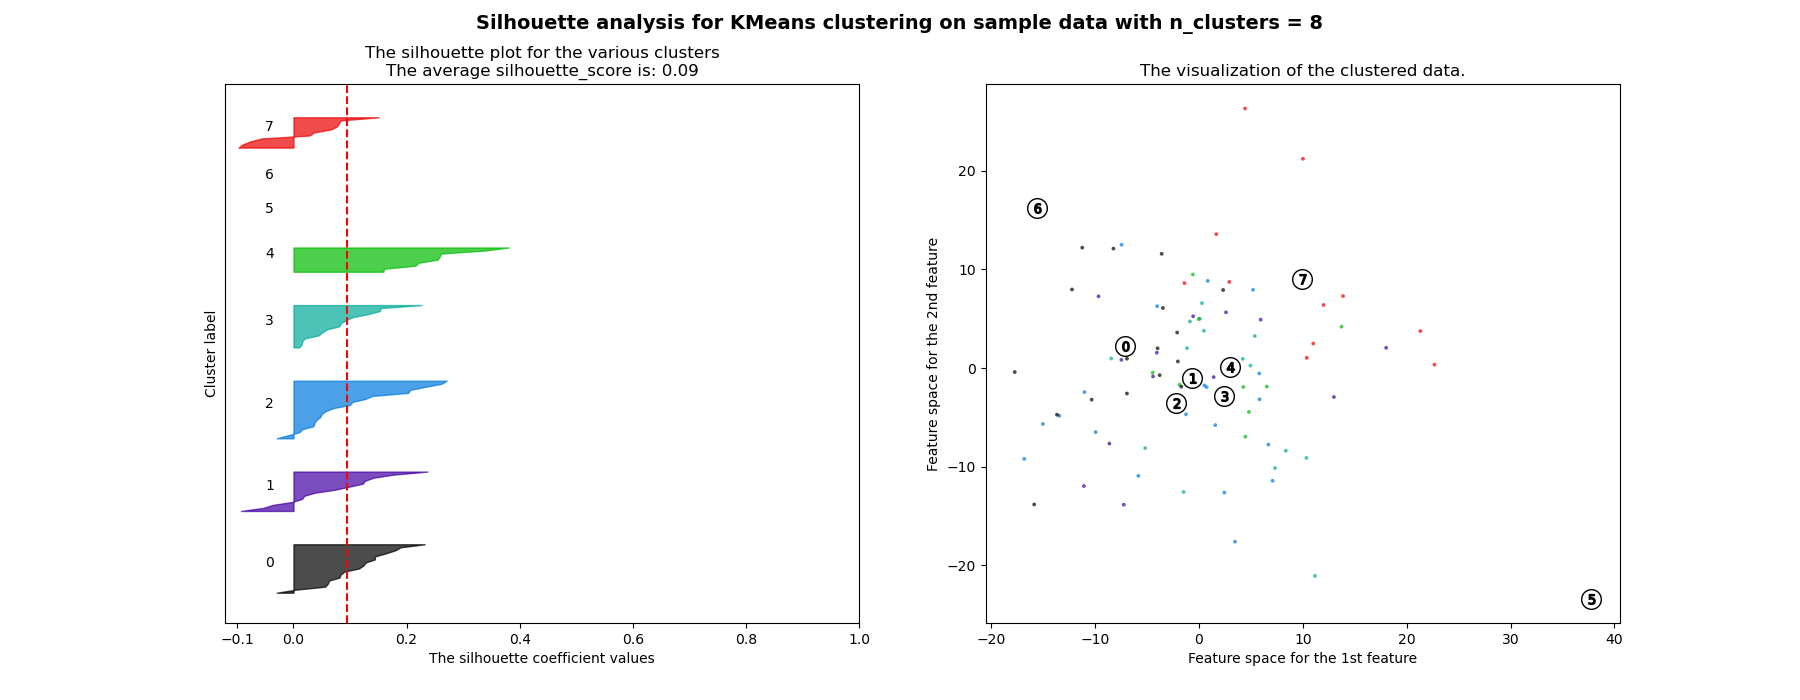 Silhouette analysis for KMeans clustering on sample data with n_clusters = 8
The silhouette plot for the various clusters
The average silhouette_score is: 0.09
7
6
5
4
3
2
1
0
Cluster label
−0.1 0.0 0.2 0.4 0.6 0.8 1.0
The silhouette coefficient values
The visualization of the clustered data.
20
10
0
−10
−20
Feature space for the 2nd feature
6
7
0
4
1
3
2
5
−20 −10 0 10 20 30 40
Feature space for the 1st feature